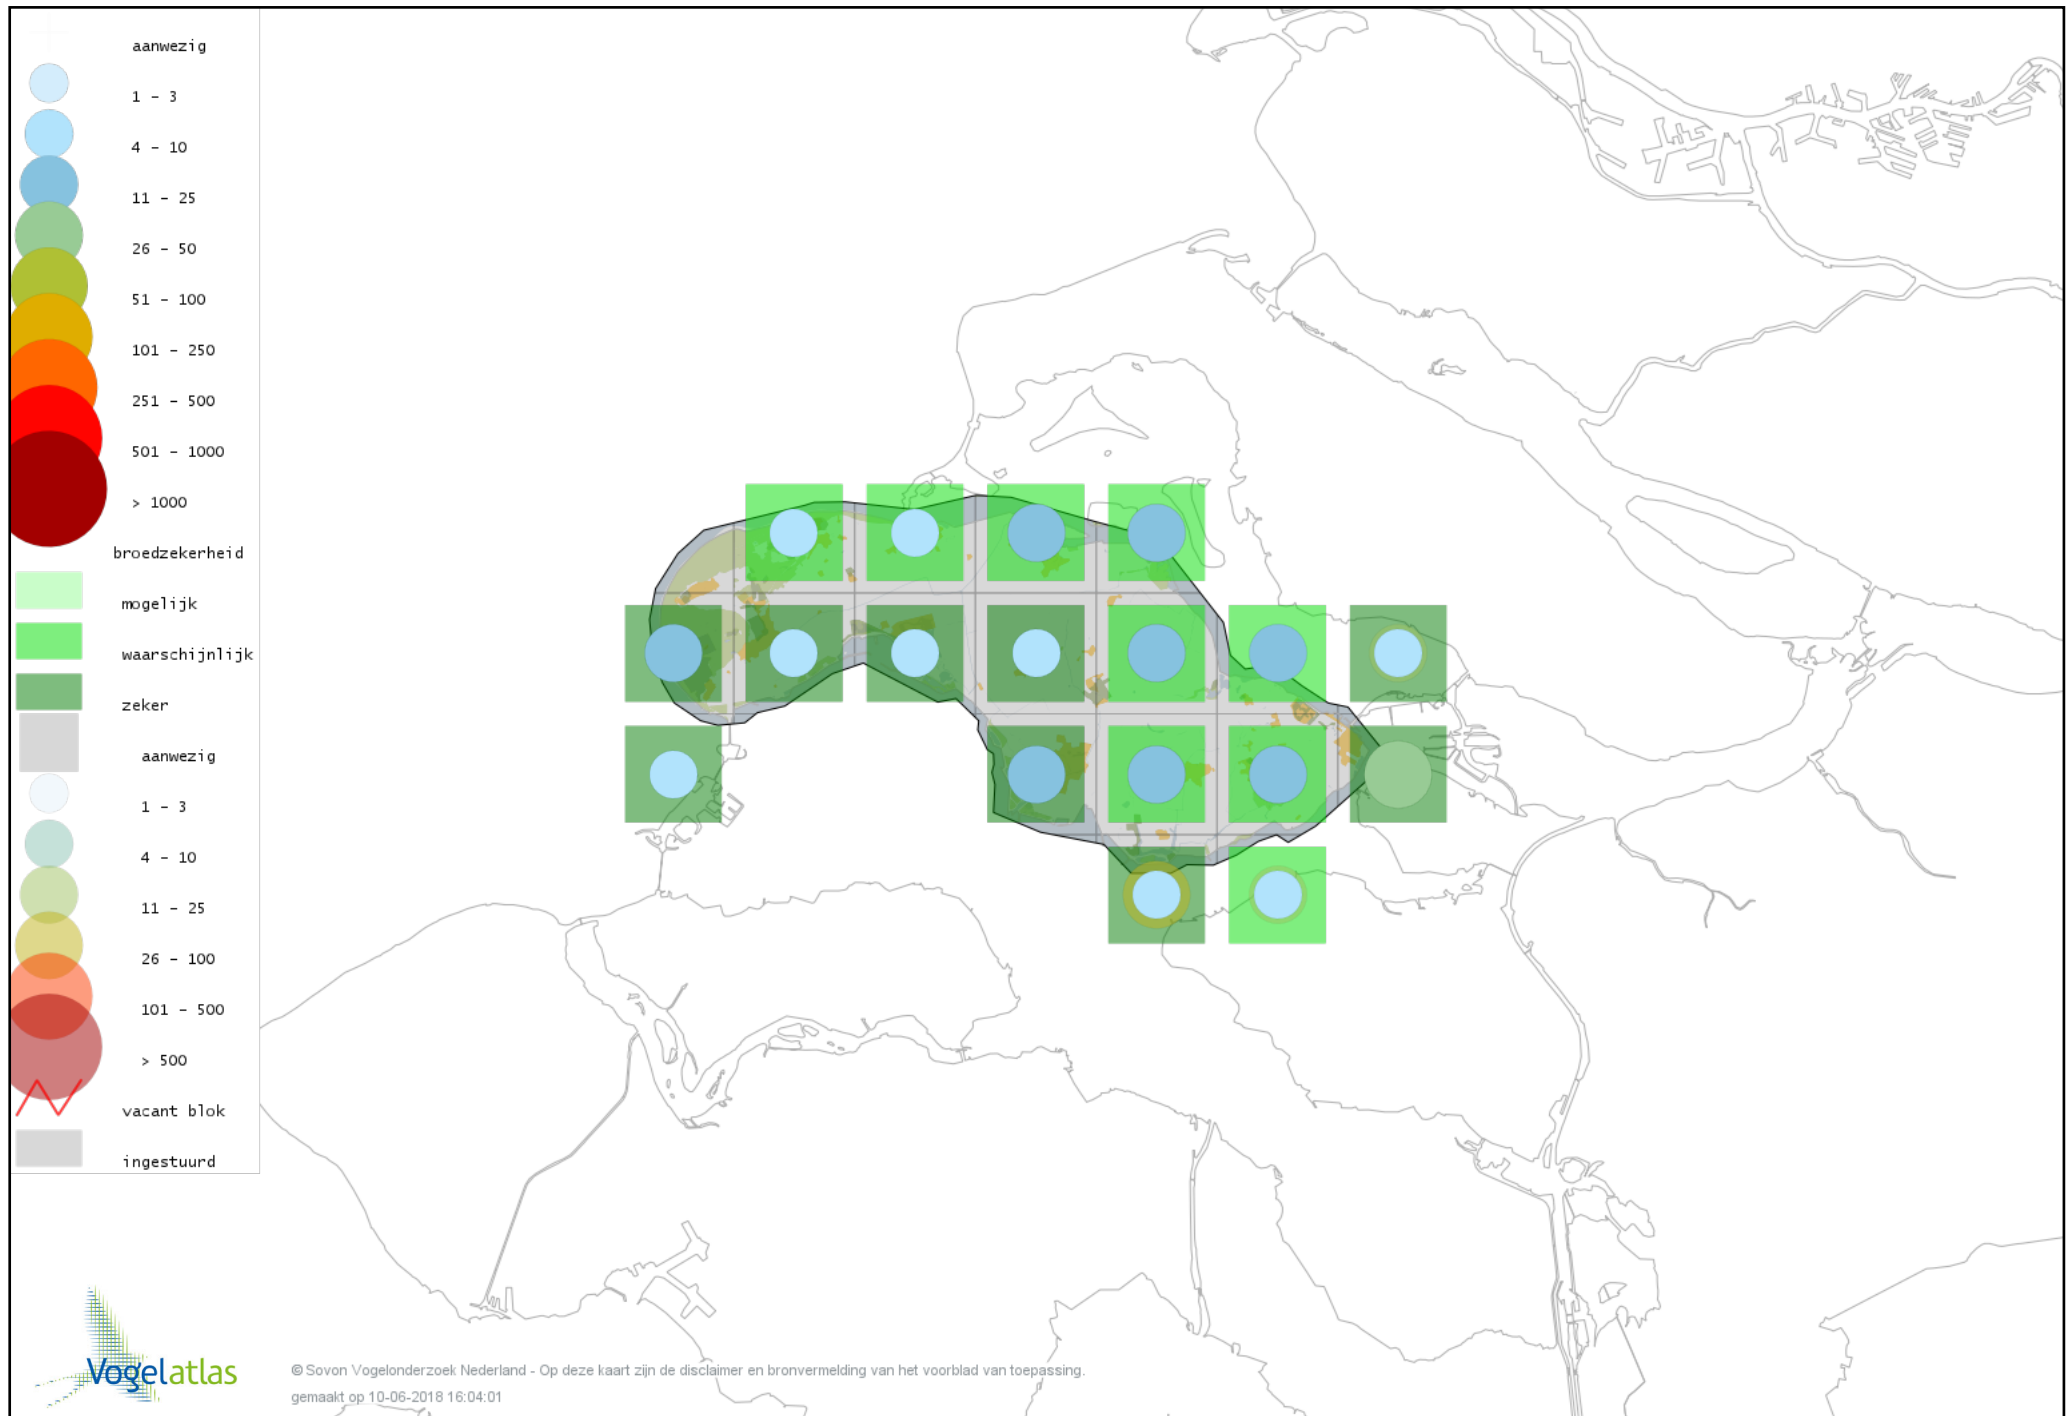 aanwezig
1 - 3
4 - 10
11 - 25
26 - 50
51 - 100
101 - 250
251 - 500
501 - 1000
> 1000
broedzekerheid
mogelijk
waarschijnlijk
zeker
aanwezig
1 - 3
4 - 10
11 - 25
26 - 100
101 - 500
> 500
vacant blok
ingestuurd
Vogelatlas
© Sovon Vogelonderzoek Nederland - Op deze kaart zijn de disclaimer en bronvermelding van het voorblad van toepassing.
gemaakt op 10-06-2018 16:04:01